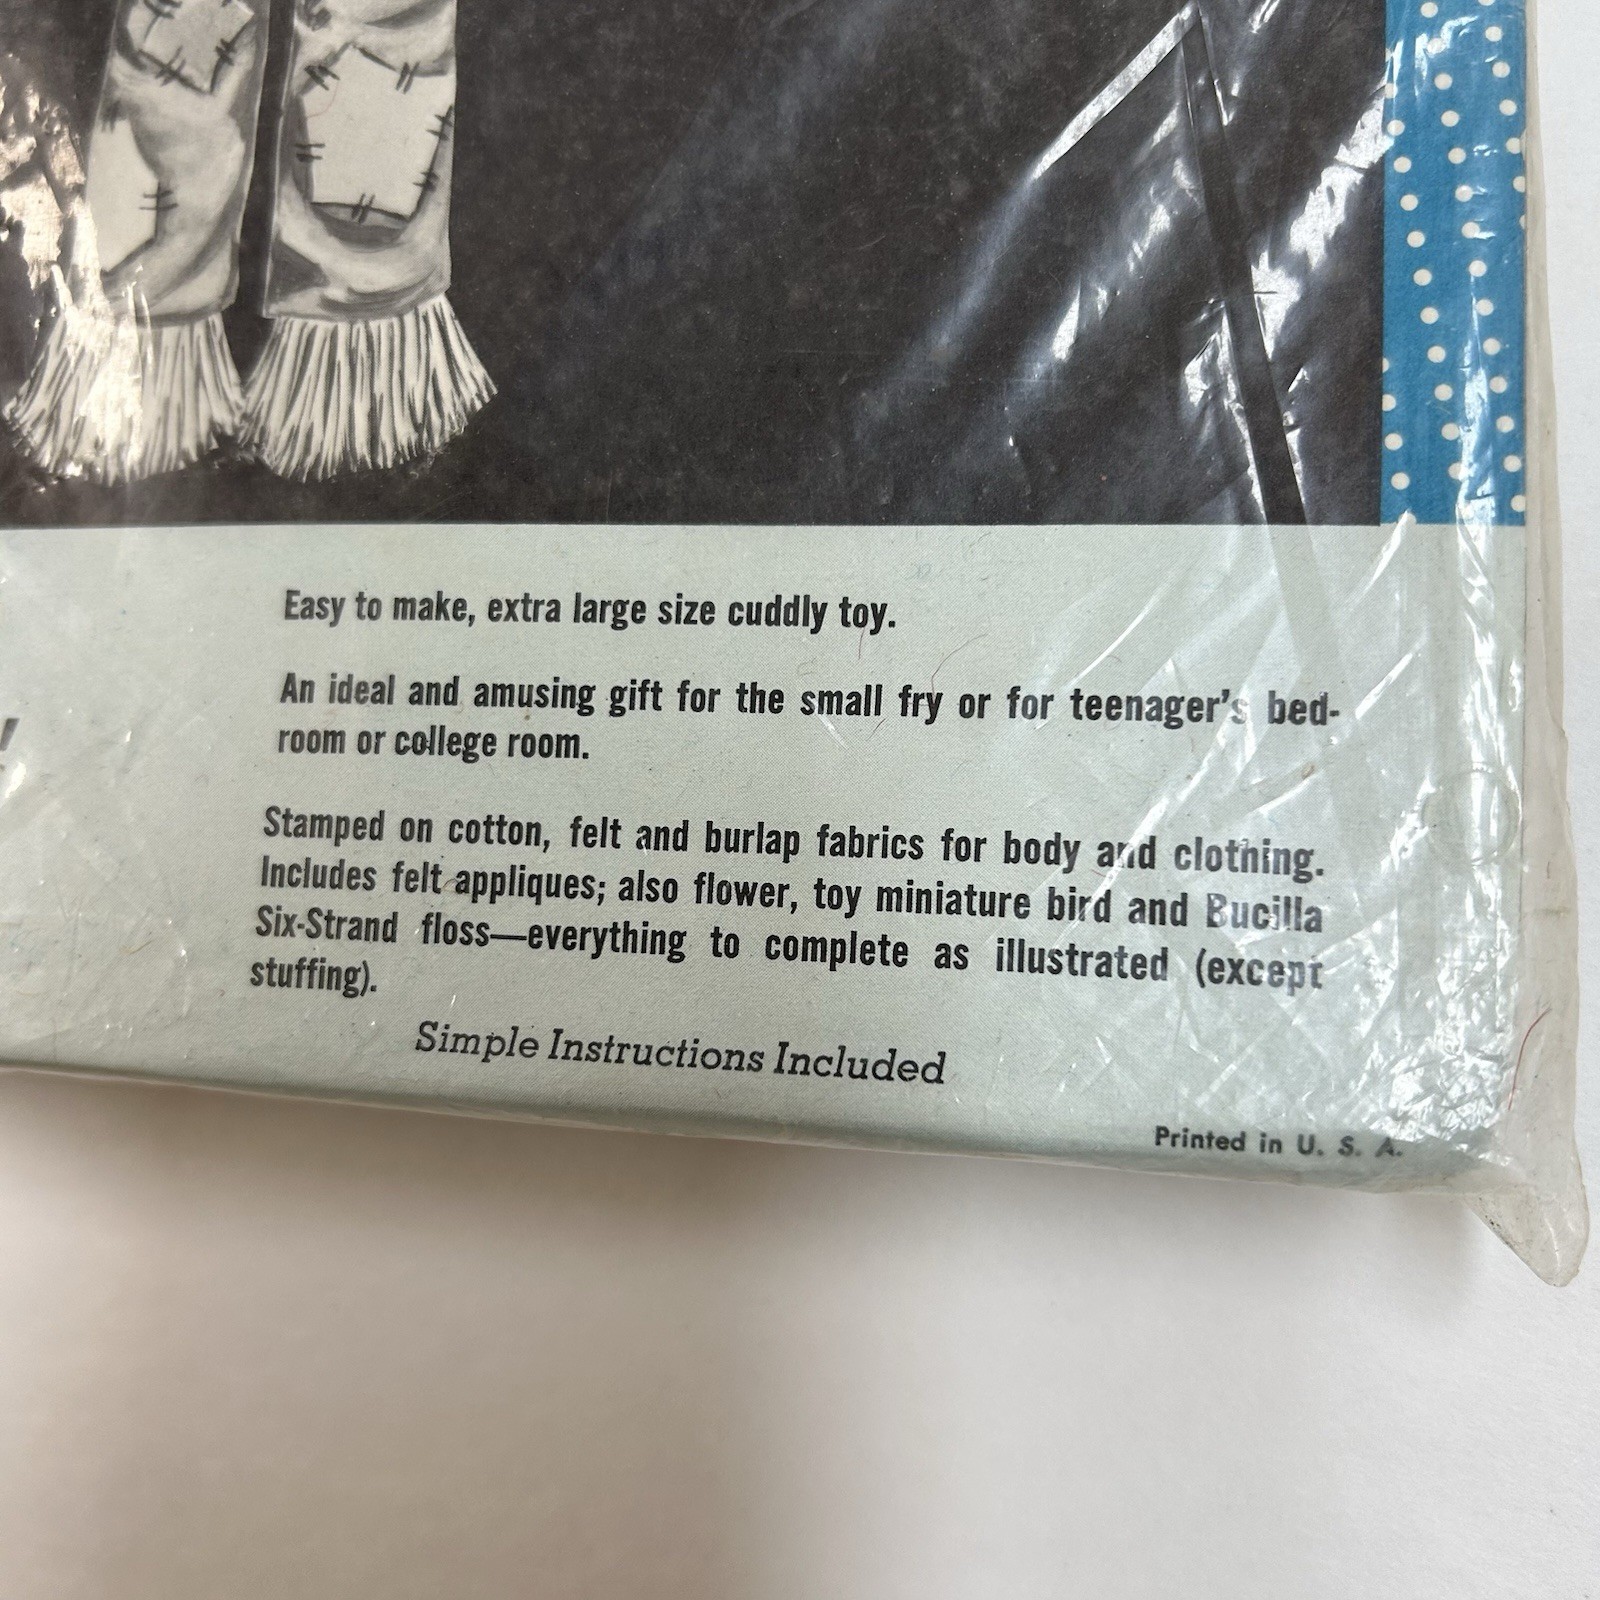 Easy to make, extra large size cuddly toy.
An ideal and amusing gift for the small fry or for teenager's bed-
room or college room.
Stamped on cotton, felt and burlap fabrics for body and clothing.
Includes felt appliques; also flower, toy miniature bird and Bucilla
Six-Strand floss—everything to complete as illustrated (except
stuffing).
Simple Instructions Included
Printed in U. S. A.